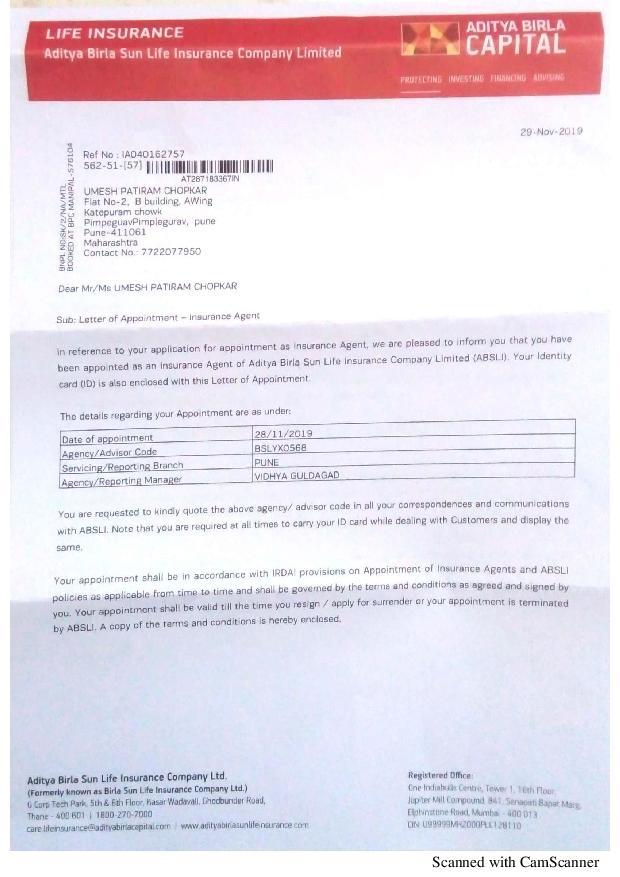 LIFE INSURANCE
Aditya Birla Sun Life Insurance Company Limited
ADITYA BIRLA
CAPITAL
PROTECTING INVESTING FINANCING ADVISING
29-Nov-2019
BNPL NO:SK/2/NA/MTL
BOOKED AT BPC MANIPAL-576104
Ref No : IA040162757
562-51-[57]
AT287183367IN
UMESH PATIRAM CHOPKAR
Flat No-2, B building, AWing
Katepuram chowk
PimpeguavPimplegurav, pune
Pune-411061
Maharashtra
Contact No.: 7722077950
Dear Mr/Ms UMESH PATIRAM CHOPKAR
Sub: Letter of Appointment – Insurance Agent
In reference to your application for appointment as Insurance Agent, we are pleased to inform you that you have
been appointed as an Insurance Agent of Aditya Birla Sun Life Insurance Company Limited (ABSLI). Your Identity
card (ID) is also enclosed with this Letter of Appointment.
The details regarding your Appointment are as under:
Date of appointment 28/11/2019
Agency/Advisor Code BSLYX0568
Servicing/Reporting Branch PUNE
Agency/Reporting Manager VIDHYA GULDAGAD
You are requested to kindly quote the above agency/ advisor code in all your correspondences and communications
with ABSLI. Note that you are required at all times to carry your ID card while dealing with Customers and display the
same.
Your appointment shall be in accordance with IRDAI provisions on Appointment of Insurance Agents and ABSLI
policies as applicable from time to time and shall be governed by the terms and conditions as agreed and signed by
you. Your appointment shall be valid till the time you resign / apply for surrender or your appointment is terminated
by ABSLI. A copy of the terms and conditions is hereby enclosed.
Aditya Birla Sun Life Insurance Company Ltd.
(Formerly known as Birla Sun Life Insurance Company Ltd.)
G Corp Tech Park, 5th & 6th Floor, Kasar Wadavali, Ghodbunder Road,
Thane - 400 601 | 1800-270-7000
care.lifeinsurance@adityabirlacapital.com / www.adityabirlasunlifeinsurance.com
Registered Office:
One Indiabulls Centre, Tower 1, 16th Floor,
Jupiter Mill Compound, 841, Senapati Bapat Marg,
Elphinstone Road, Mumbai - 400 013
CIN: U99999MH2000PLC128110
Scanned with CamScanner